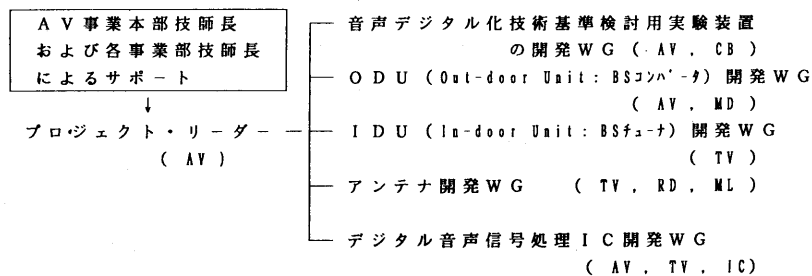 AV事業本部技師長
および各事業部技師長
によるサポート
↓
プロジェクト・リーダー
(AV)
音声デジタル化技術基準検討用実験装置
の開発WG (AV, CB)
ODU (Out-door Unit: BSコンバータ) 開発WG
(AV, MD)
IDU (In-door Unit: BSチューナ) 開発WG
(TV)
アンテナ開発WG (TV, RD, ML)
デジタル音声信号処理IC開発WG
(AV, TV, IC)